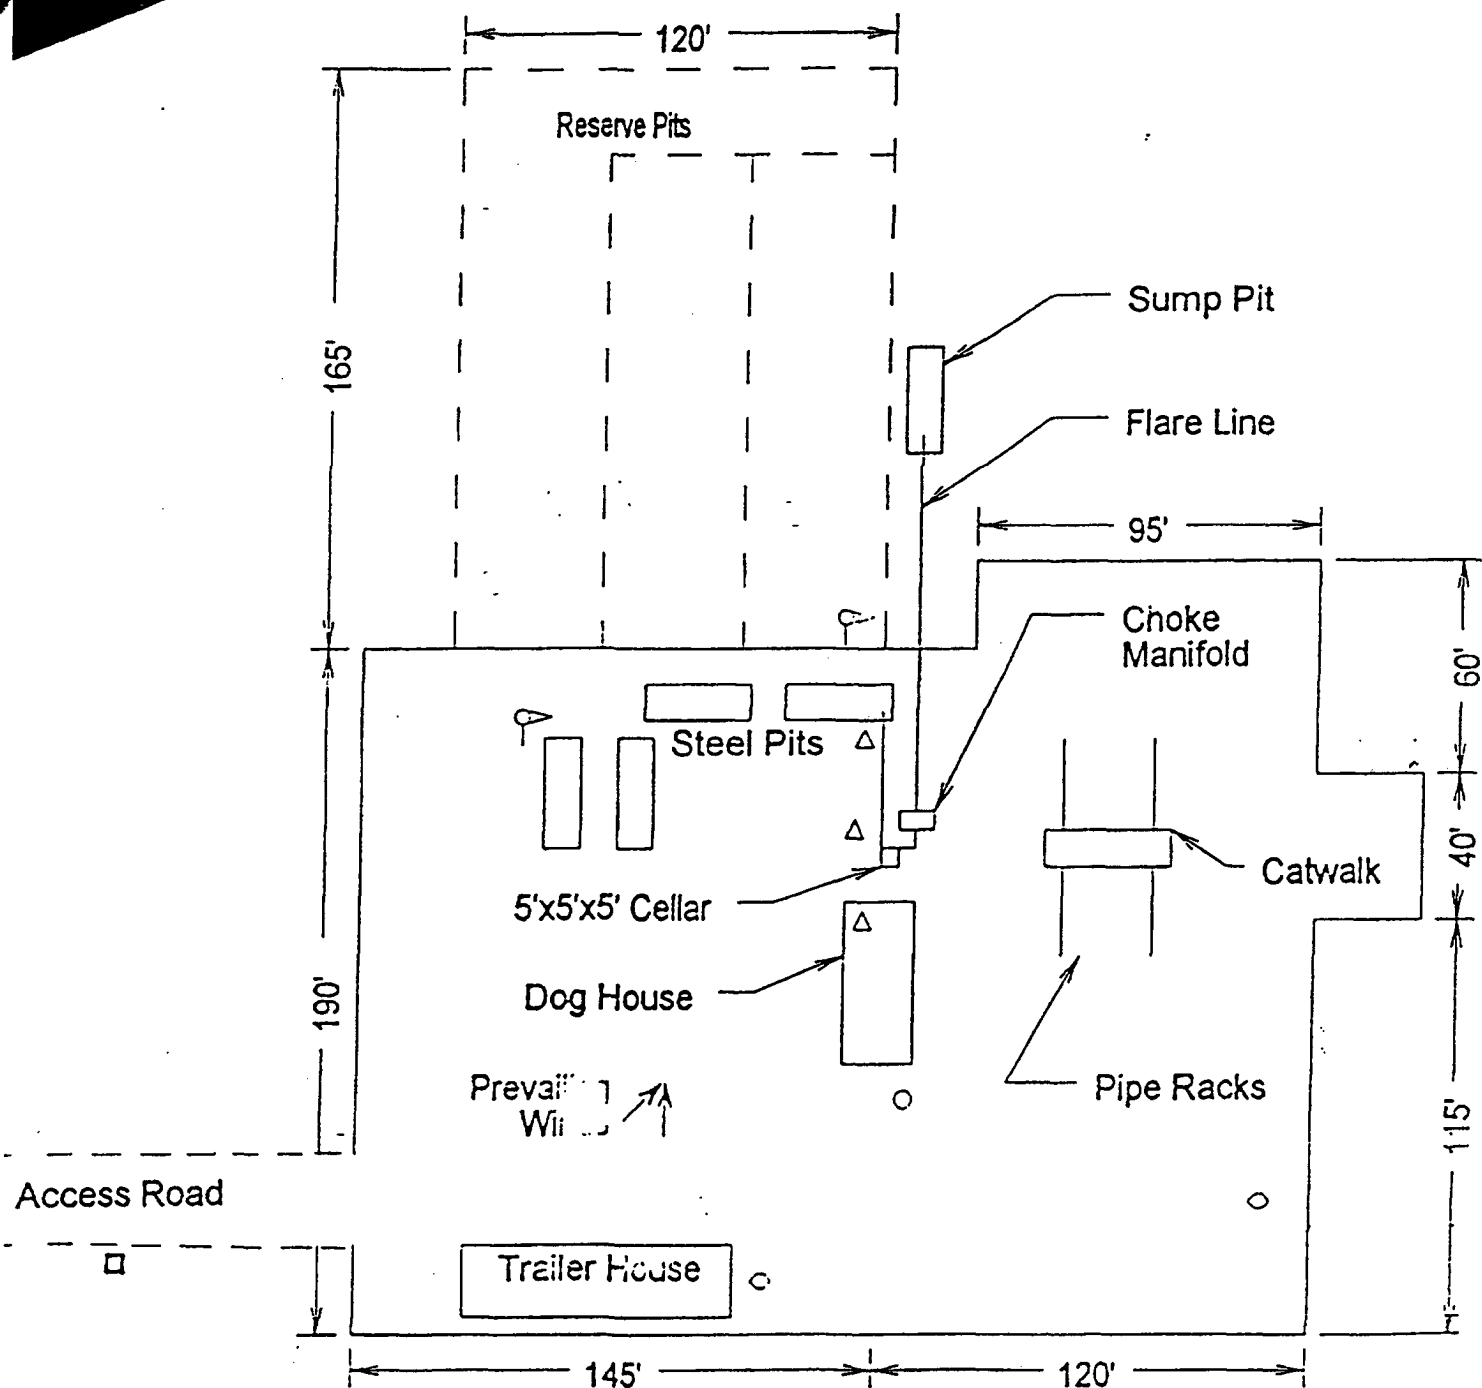 120'
Reserve Pits
Sump Pit
165'
Flare Line
95'
Choke
Manifold
60'
Steel Pits
40'
Catwalk
5'x5'x5' Cellar
190'
Dog House
Pipe Racks
115'
Access Road
Trailer House
145'
120'